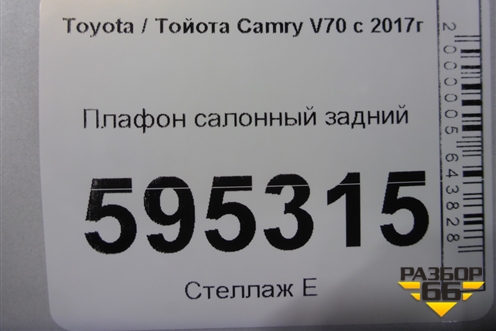 Toyota / Тойота Camry V70 с 2017г
Плафон салонный задний
595315
Стеллаж Е
2000005643828
РАЗБОР
66